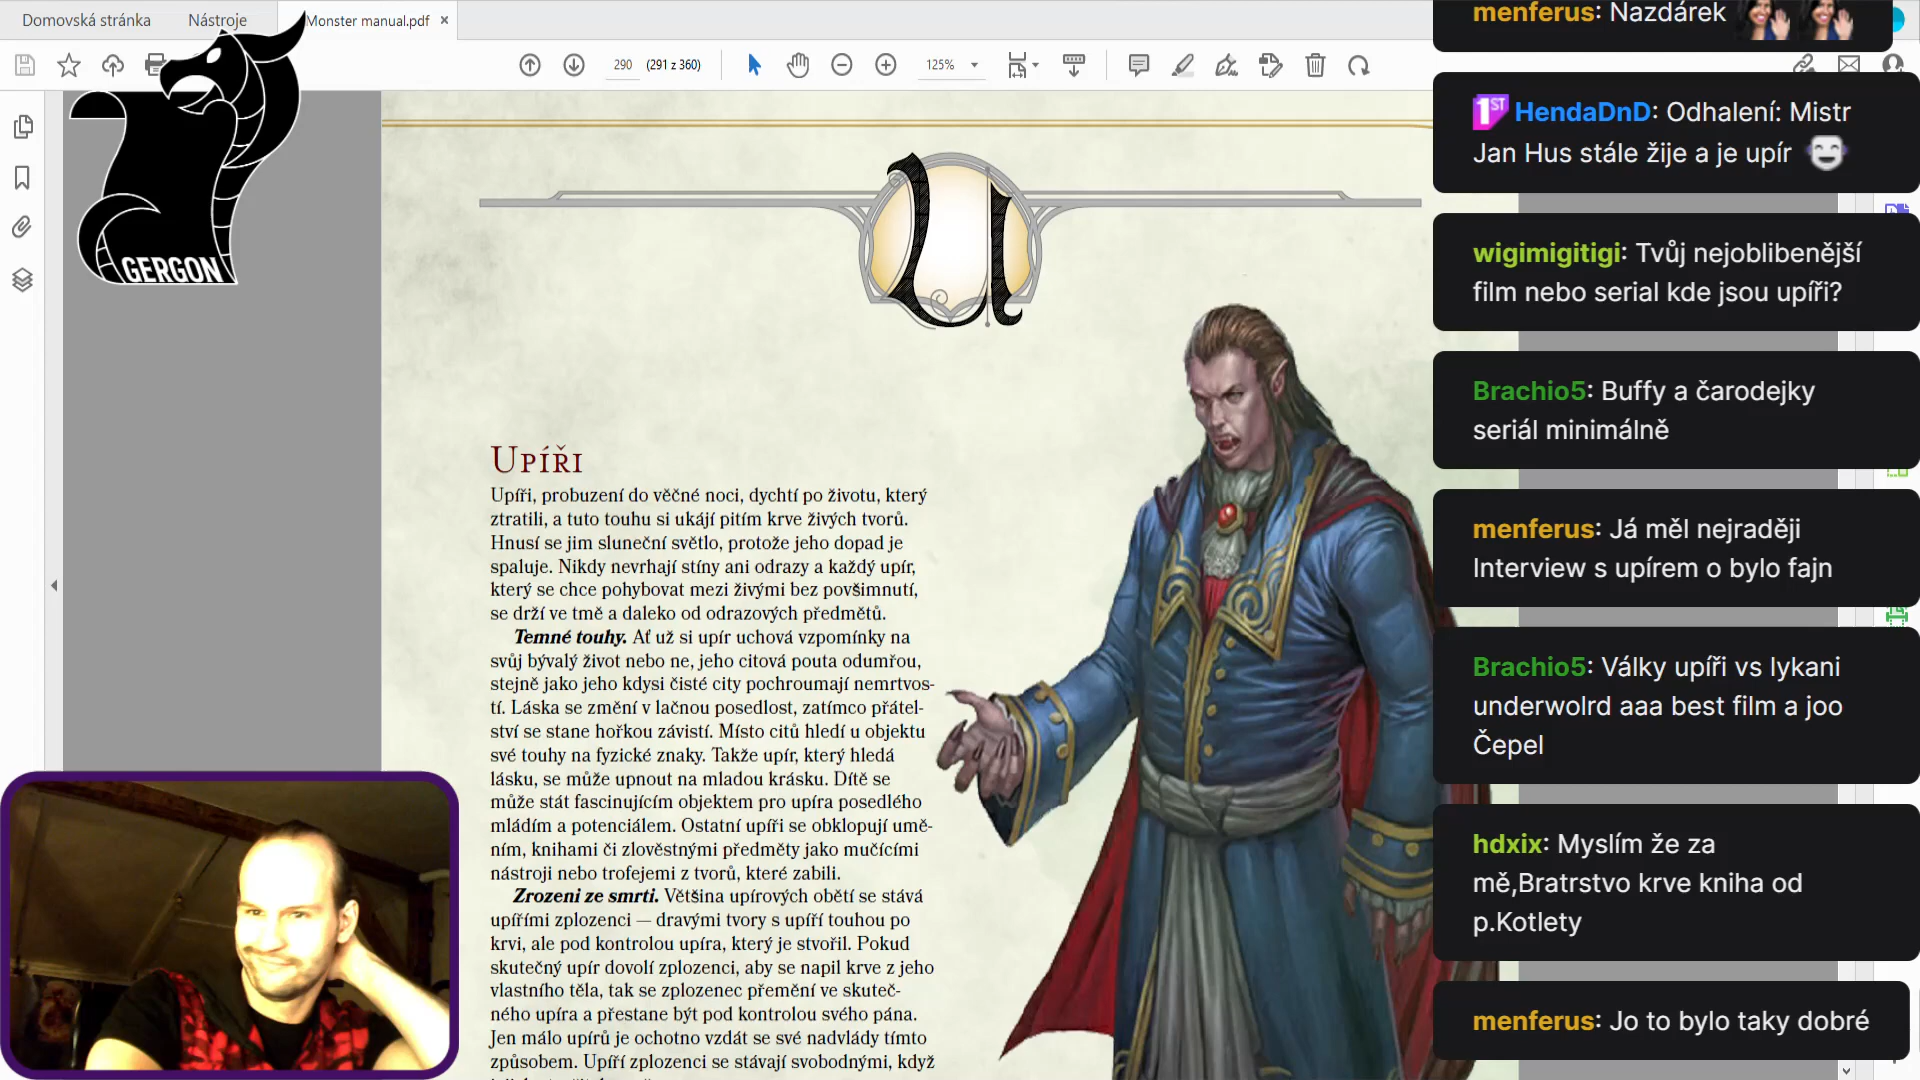 Domovská stránka
Nástroje
Monster manual.pdf
×
290
(291 z 360)
125%
GERGON
U
UPÍŘI
Upíři, probuzení do věčné noci, dychtí po životu, který
ztratili, a tuto touhu si ukájí pitím krve živých tvorů.
Hnusí se jim sluneční světlo, protože jeho dopad je
spaluje. Nikdy nevrhají stíny ani odrazy a každý upír,
který se chce pohybovat mezi živými bez povšimnutí,
se drží ve tmě a daleko od odrazových předmětů.
Temné touhy. Ať už si upír uchová vzpomínky na
svůj bývalý život nebo ne, jeho citová pouta odumřou,
stejně jako jeho kdysi čisté city pochroumají nemrtvos-
tí. Láska se změní v lačnou posedlost, zatímco přátel-
ství se stane hořkou závistí. Místo citů hledí u objektu
své touhy na fyzické znaky. Takže upír, který hledá
lásku, se může upnout na mladou krásku. Dítě se
může stát fascinujícím objektem pro upíra posedlého
mládím a potenciálem. Ostatní upíři se obklopují umě-
ním, knihami či zlověstnými předměty jako mučícími
nástroji nebo trofejemi z tvorů, které zabili.
Zrozeni ze smrti. Většina upírových obětí se stává
upířími zplozenci — dravými tvory s upíří touhou po
krvi, ale pod kontrolou upíra, který je stvořil. Pokud
skutečný upír dovolí zplozenci, aby se napil krve z jeho
vlastního těla, tak se zplozenec přemění ve skuteč-
ného upíra a přestane být pod kontrolou svého pána.
Jen málo upírů je ochotno vzdát se své nadvlády tímto
způsobem. Upíří zplozenci se stávají svobodnými, když
menferus: Nazdárek
1ST HendaDnD: Odhalení: Mistr
Jan Hus stále žije a je upír
wigimigitigi: Tvůj nejoblibenější
film nebo serial kde jsou upíři?
Brachio5: Buffy a čarodejky
seriál minimálně
menferus: Já měl nejraději
Interview s upírem o bylo fajn
Brachio5: Války upíři vs lykani
underwolrd aaa best film a joo
Čepel
hdxix: Myslím že za
mě,Bratrstvo krve kniha od
p.Kotlety
menferus: Jo to bylo taky dobré